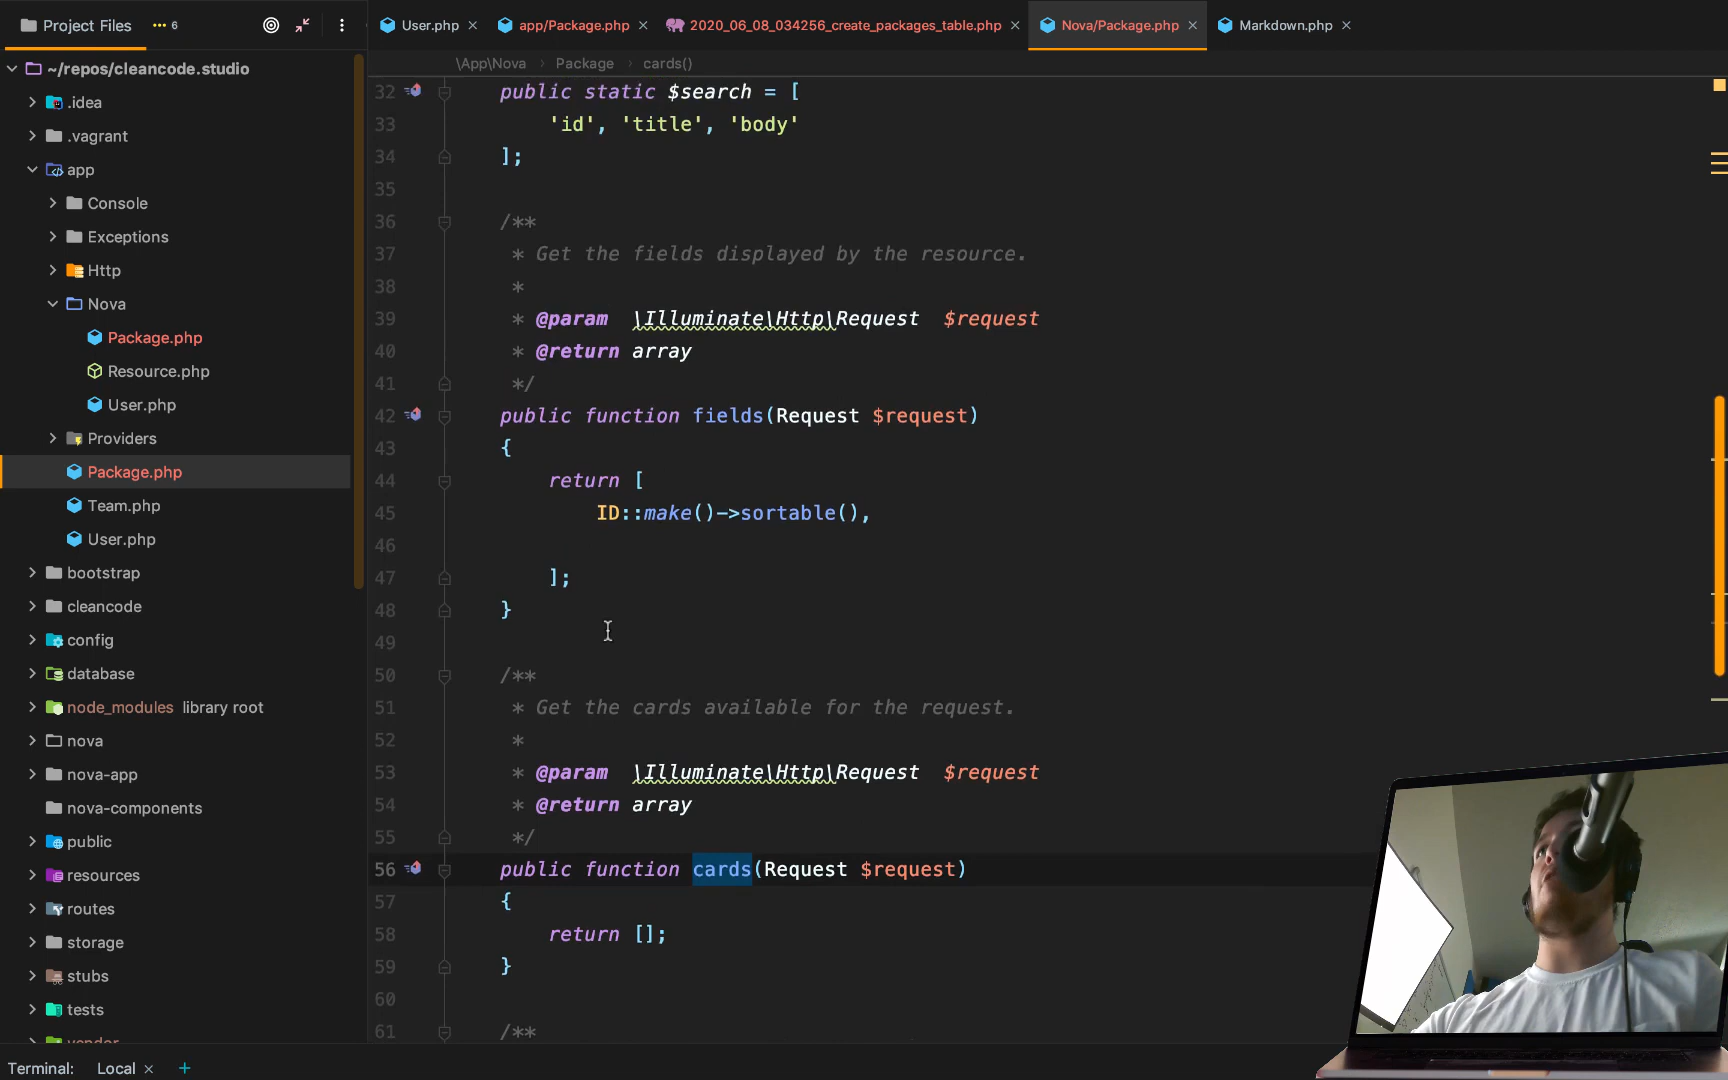 Project Files ••• 6
User.php
app/Package.php
2020_06_08_034256_create_packages_table.php
Nova/Package.php
Markdown.php
\App\Nova > Package > cards()
~/repos/cleancode.studio
.idea
.vagrant
app
Console
Exceptions
Http
Nova
Package.php
Resource.php
User.php
Providers
Package.php
Team.php
User.php
bootstrap
cleancode
config
database
node_modules library root
nova
nova-app
nova-components
public
resources
routes
storage
stubs
tests
vendor
32 public static $search = [
33 'id', 'title', 'body'
34 ];
35
36 /**
37 * Get the fields displayed by the resource.
38 *
39 * @param \Illuminate\Http\Request $request
40 * @return array
41 */
42 public function fields(Request $request)
43 {
44 return [
45 ID::make()->sortable(),
46
47 ];
48 }
49
50 /**
51 * Get the cards available for the request.
52 *
53 * @param \Illuminate\Http\Request $request
54 * @return array
55 */
56 public function cards(Request $request)
57 {
58 return [];
59 }
60
61 /**
Terminal: Local × +